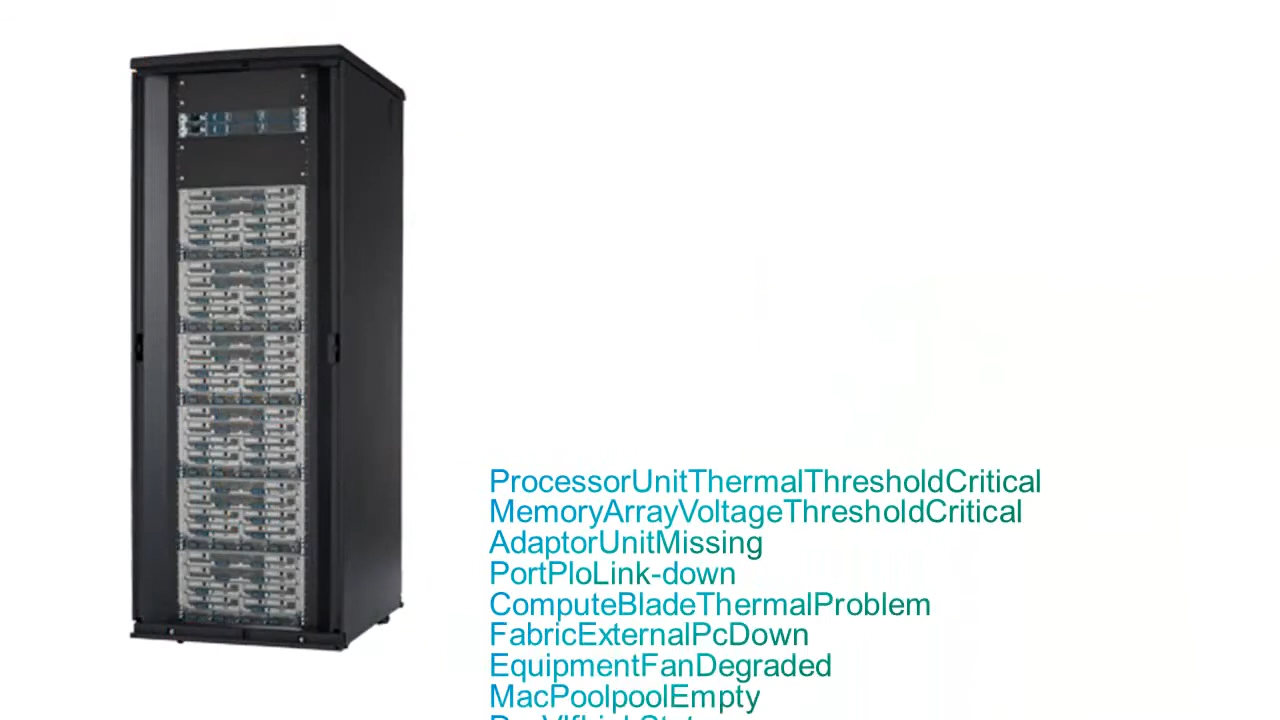 ProcessorUnitThermalThresholdCritical
MemoryArrayVoltageThresholdCritical
AdaptorUnitMissing
PortPIoLink-down
ComputeBladeThermalProblem
FabricExternalPcDown
EquipmentFanDegraded
MacPoolpoolEmpty